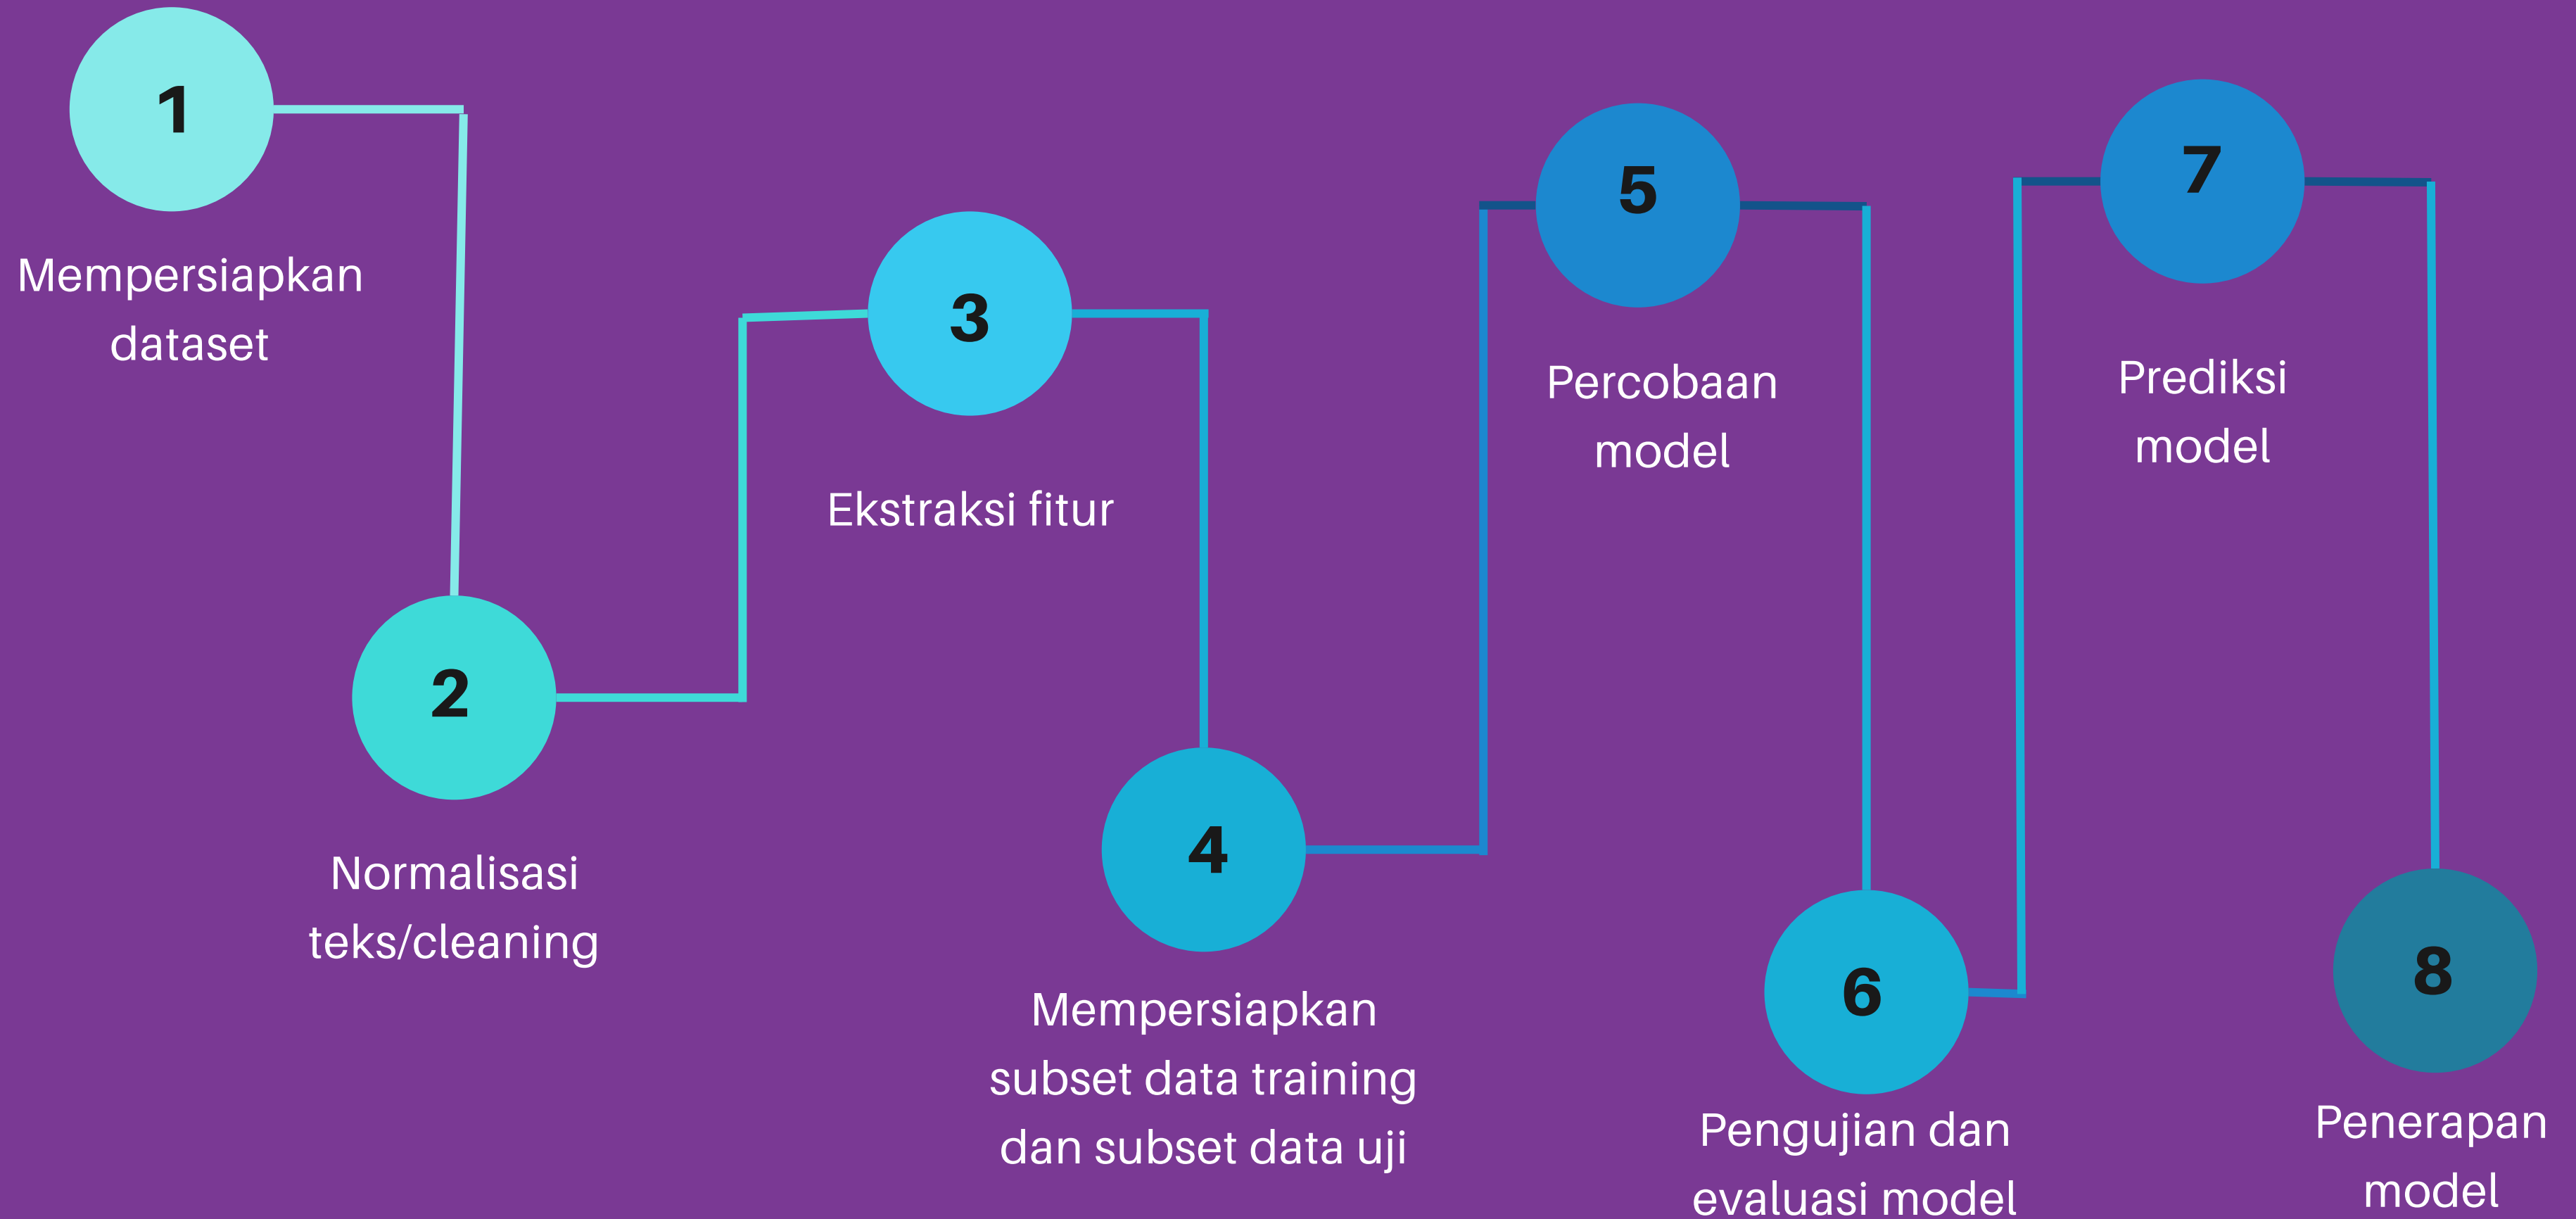 1
Mempersiapkan
dataset
2
Normalisasi
teks/cleaning
3
Ekstraksi fitur
4
Mempersiapkan
subset data training
dan subset data uji
5
Percobaan
model
6
Pengujian dan
evaluasi model
7
Prediksi
model
8
Penerapan
model